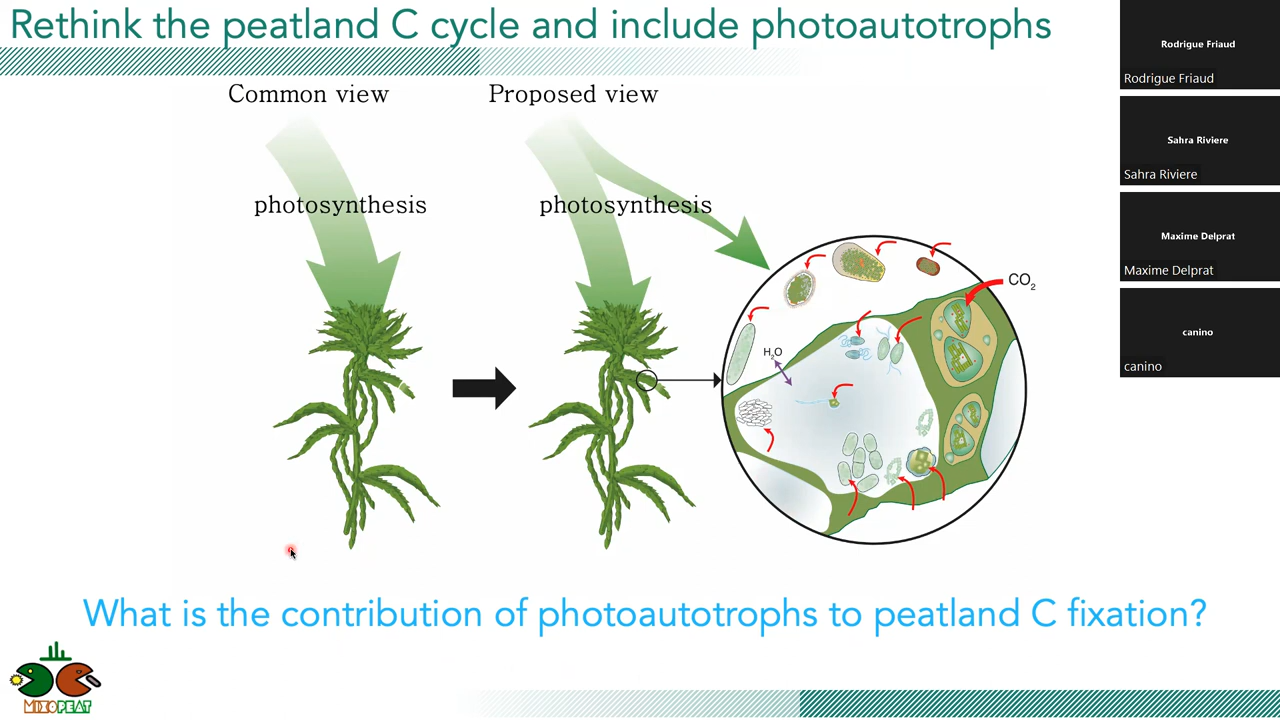 Rethink the peatland C cycle and include photoautotrophs
Common view
Proposed view
photosynthesis
photosynthesis
CO2
H2O
What is the contribution of photoautotrophs to peatland C fixation?
MIXOPEAT
Rodrigue Friaud
Rodrigue Friaud
Sahra Riviere
Sahra Riviere
Maxime Delprat
Maxime Delprat
canino
canino